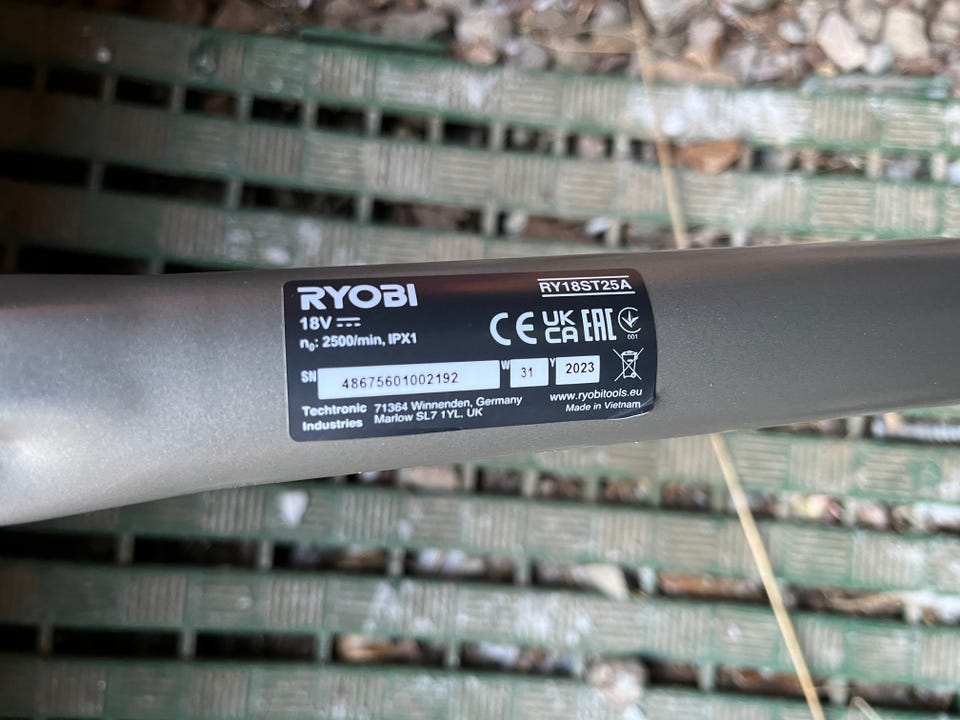 RYOBI
RY18ST25A
18V
n₀: 2500/min, IPX1
CE UK CA EAC
001
SN 48675601002192 W 31 Y 2023
Techtronic Industries
71364 Winnenden, Germany
Marlow SL7 1YL, UK
www.ryobitools.eu
Made in Vietnam